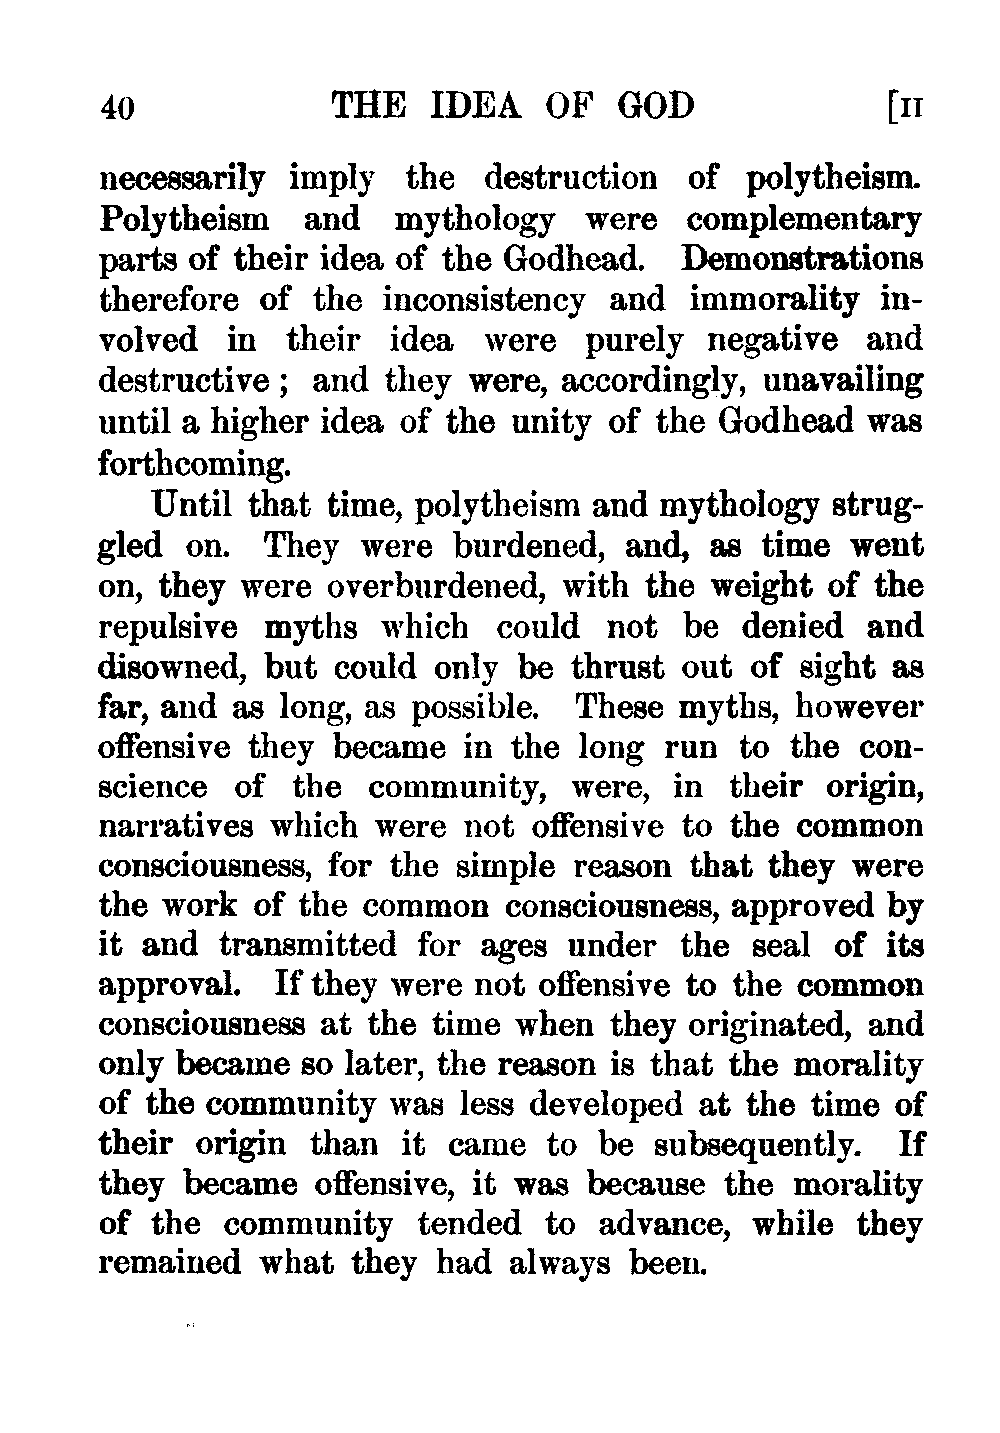 40 THE IDEA OF GOD [II
necessarily imply the destruction of polytheism.
Polytheism and mythology were complementary
parts of their idea of the Godhead. Demonstrations
therefore of the inconsistency and immorality in-
volved in their idea were purely negative and
destructive ; and they were, accordingly, unavailing
until a higher idea of the unity of the Godhead was
forthcoming.
Until that time, polytheism and mythology strug-
gled on. They were burdened, and, as time went
on, they were overburdened, with the weight of the
repulsive myths which could not be denied and
disowned, but could only be thrust out of sight as
far, and as long, as possible. These myths, however
offensive they became in the long run to the con-
science of the community, were, in their origin,
narratives which were not offensive to the common
consciousness, for the simple reason that they were
the work of the common consciousness, approved by
it and transmitted for ages under the seal of its
approval. If they were not offensive to the common
consciousness at the time when they originated, and
only became so later, the reason is that the morality
of the community was less developed at the time of
their origin than it came to be subsequently. If
they became offensive, it was because the morality
of the community tended to advance, while they
remained what they had always been.